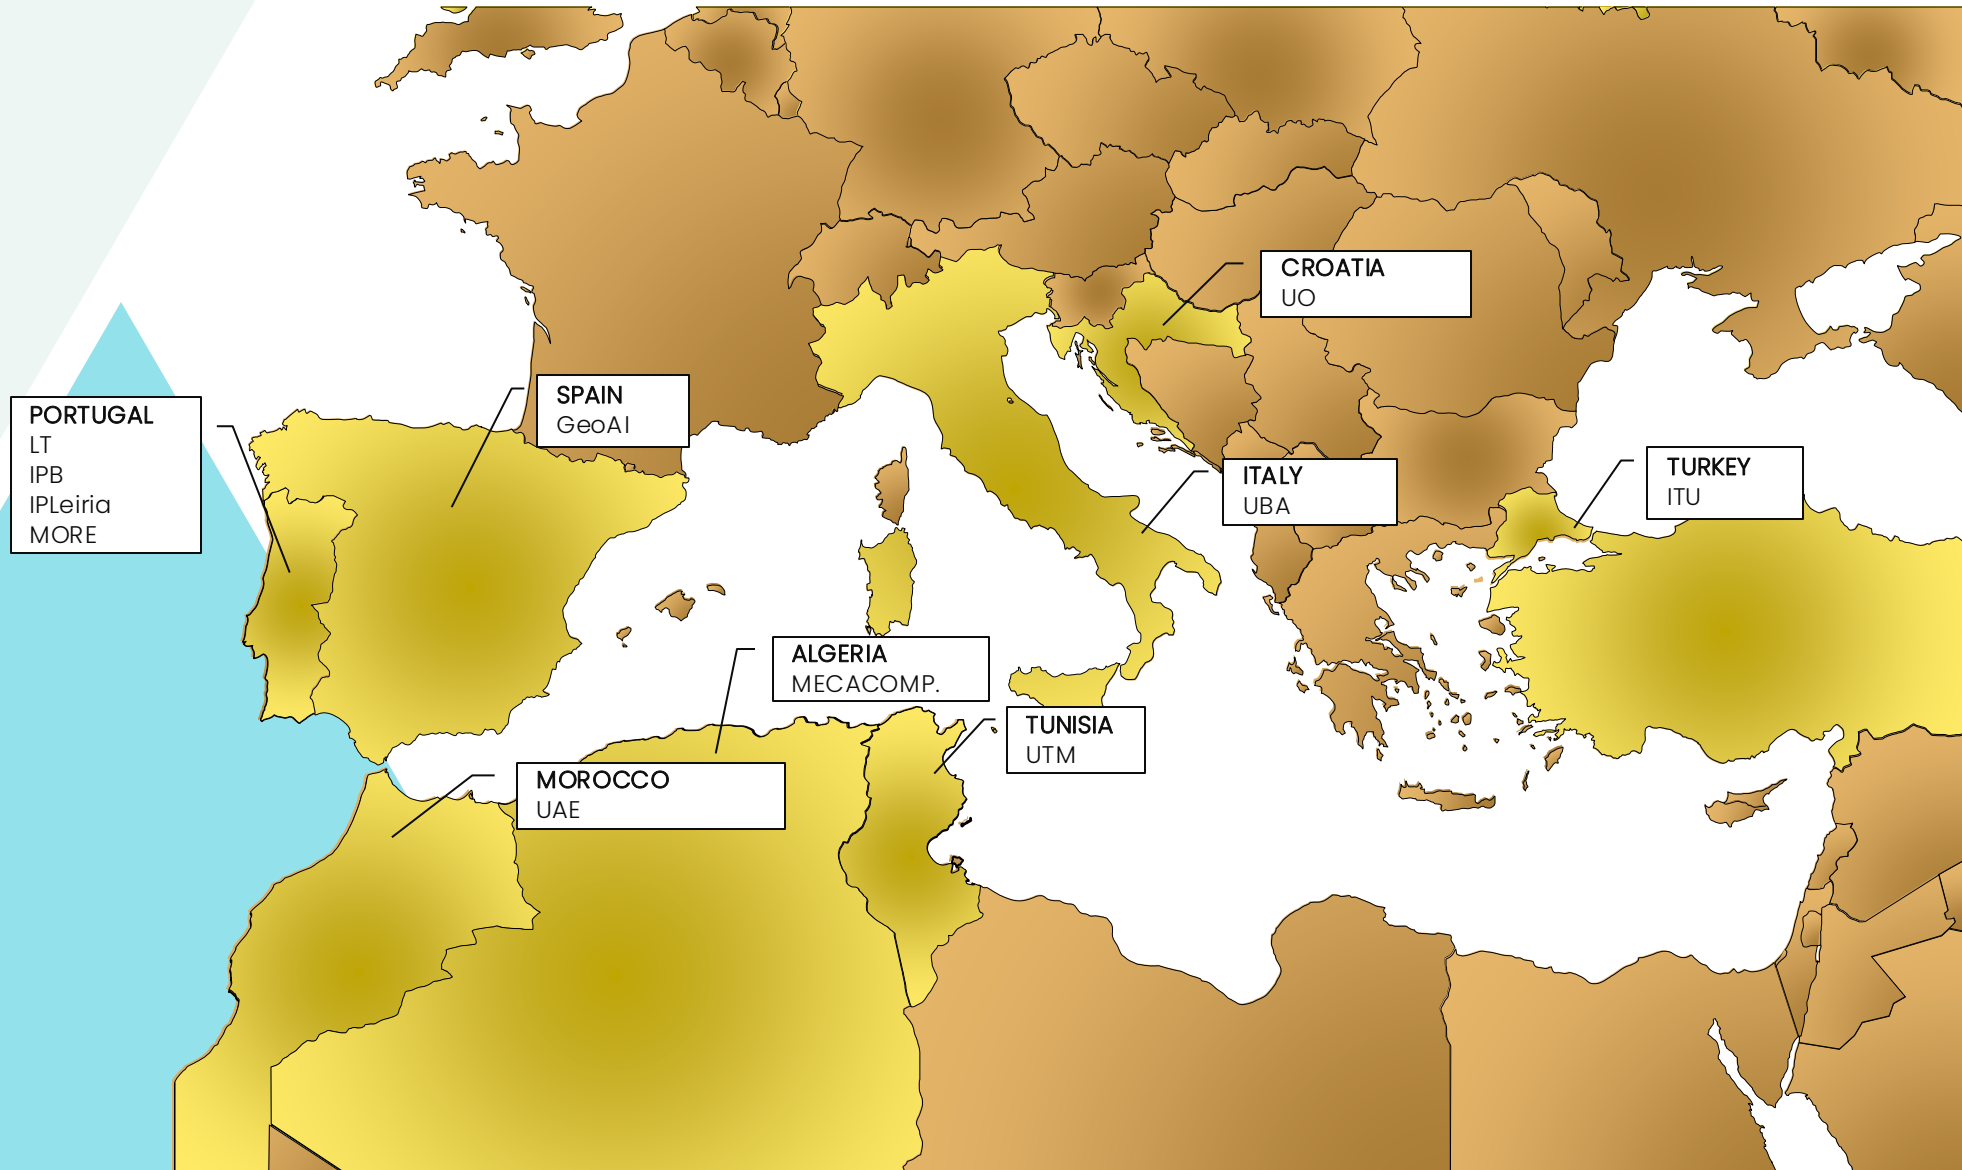 CROATIA
UO
SPAIN
GeoAI
PORTUGAL
LT
IPB
IPLeiria
MORE
ITALY
UBA
TURKEY
ITU
ALGERIA
MECACOMP.
TUNISIA
UTM
MOROCCO
UAE